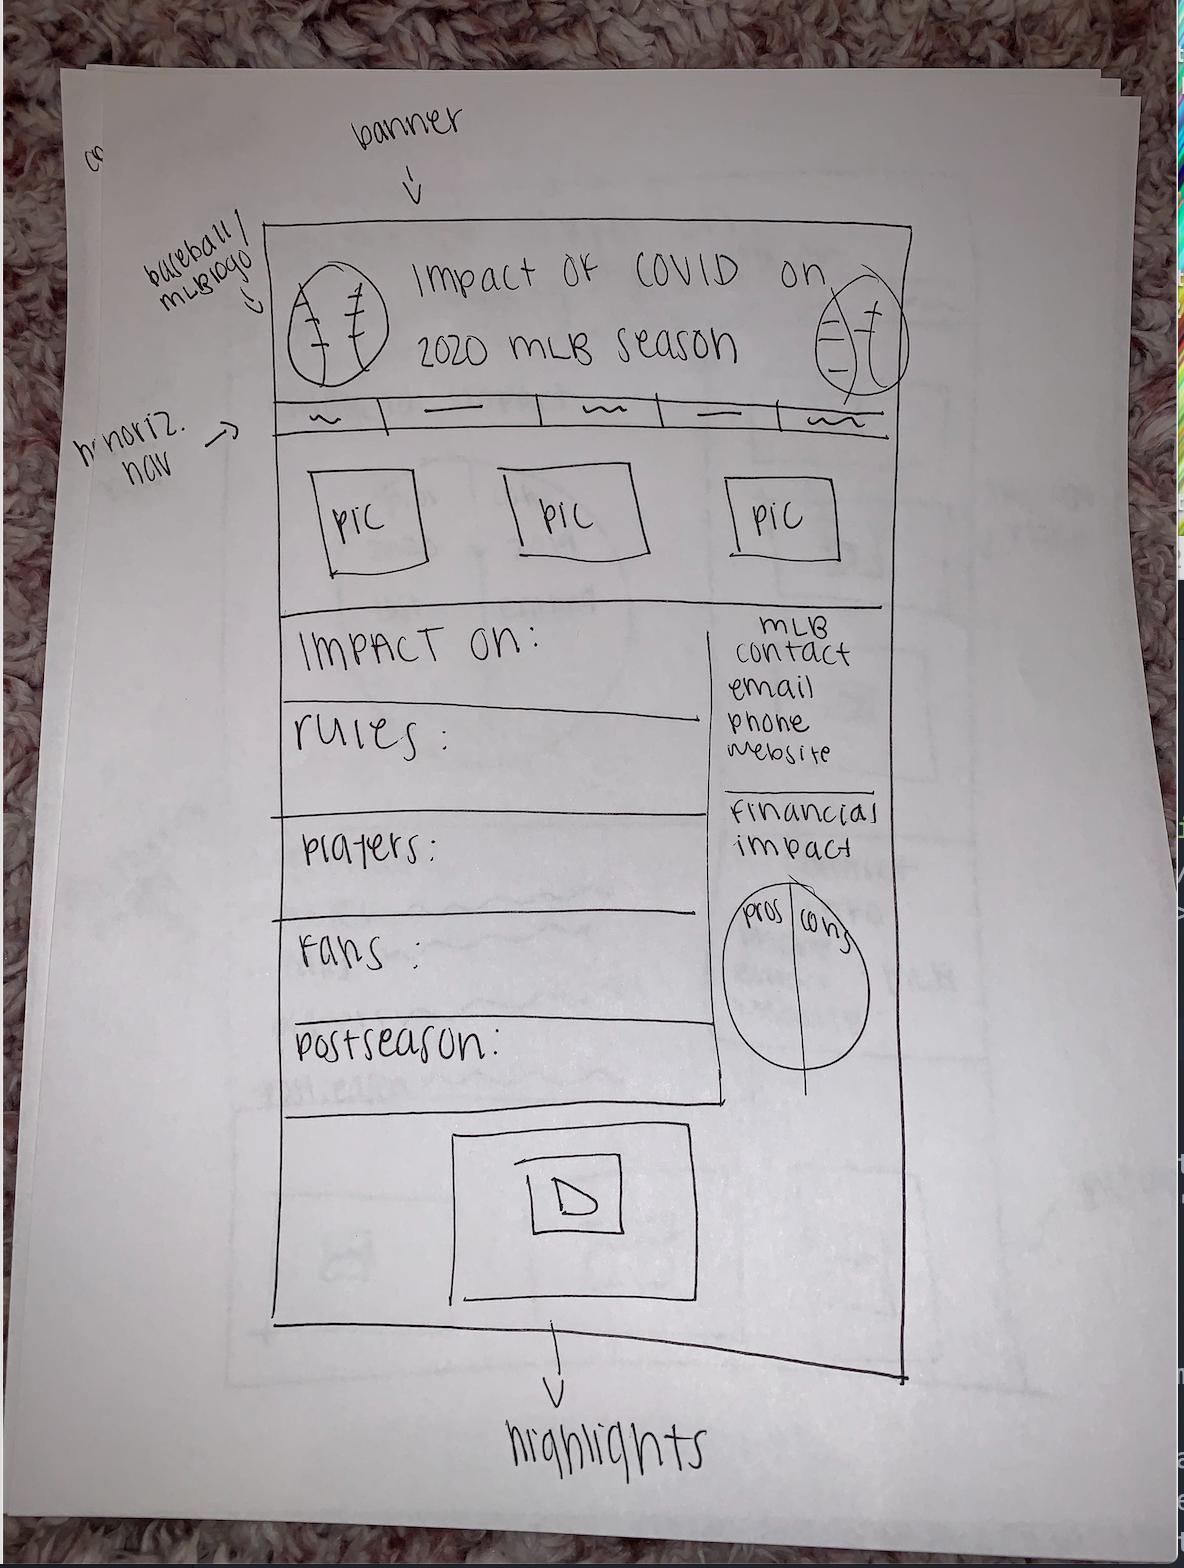 banner
baseball/
MLB logo
Impact of COVID on
2020 MLB season
horiz.
nav
pic
pic
pic
IMPACT on:
rules:
players:
fans:
postseason:
MLB
contact
email
phone
website
financial
impact
pros
cons
highlights